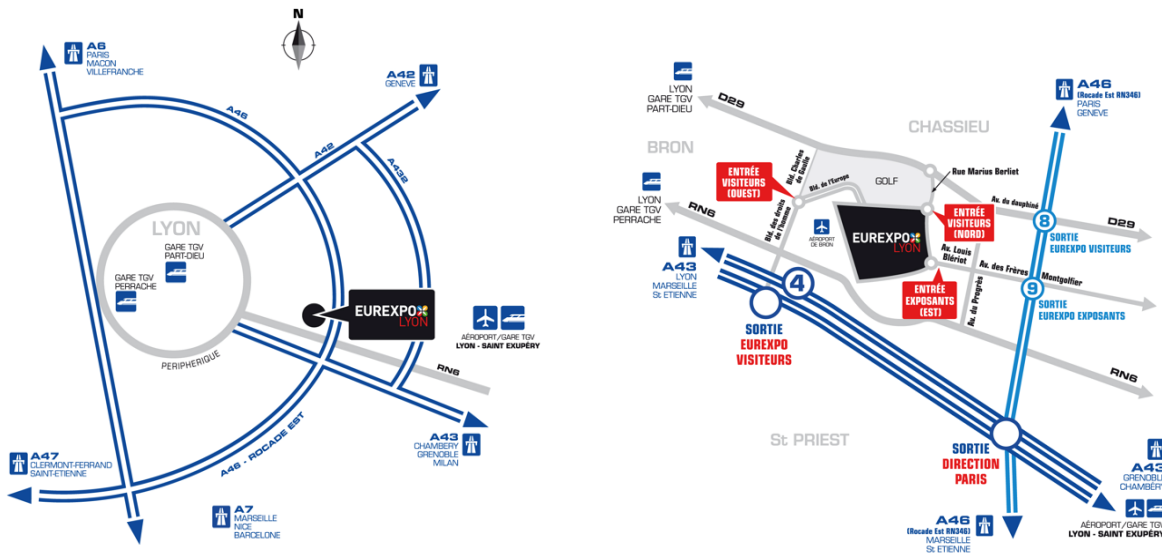 N
A6
PARIS
MACON
VILLEFRANCHE
A42
GENEVE
A46
A42
A432
LYON
GARE TGV
PART-DIEU
GARE TGV
PERRACHE
PERIPHERIQUE
EUREXPO
LYON
AÉROPORT/GARE TGV
LYON - SAINT EXUPÉRY
RN6
A46 - ROCADE EST
A43
CHAMBERY
GRENOBLE
MILAN
A47
CLERMONT-FERRAND
SAINT-ETIENNE
A7
MARSEILLE
NICE
BARCELONE
LYON
GARE TGV
PART-DIEU
D29
A46
(Rocade Est RN346)
PARIS
GENEVE
CHASSIEU
BRON
Bld. Charles
de Gaulle
ENTRÉE
VISITEURS
(OUEST)
Bld. de l'Europe
GOLF
Rue Marius Berliet
LYON
GARE TGV
PERRACHE
RN6
Bld. des droits
de l'homme
AÉROPORT
DE BRON
EUREXPO
LYON
ENTRÉE
VISITEURS
(NORD)
Av. du dauphiné
8
D29
SORTIE
EUREXPO VISITEURS
A43
LYON
MARSEILLE
St ETIENNE
4
Av. Louis
Blériot
Av. des Frères
Montgolfier
ENTRÉE
EXPOSANTS
(EST)
Av. du Progrès
9
SORTIE
EUREXPO EXPOSANTS
SORTIE
EUREXPO
VISITEURS
RN6
St PRIEST
SORTIE
DIRECTION
PARIS
A43
GRENOBLE
CHAMBÉRY
A46
(Rocade Est RN346)
MARSEILLE
St ETIENNE
AÉROPORT/GARE TGV
LYON - SAINT EXUPÉRY